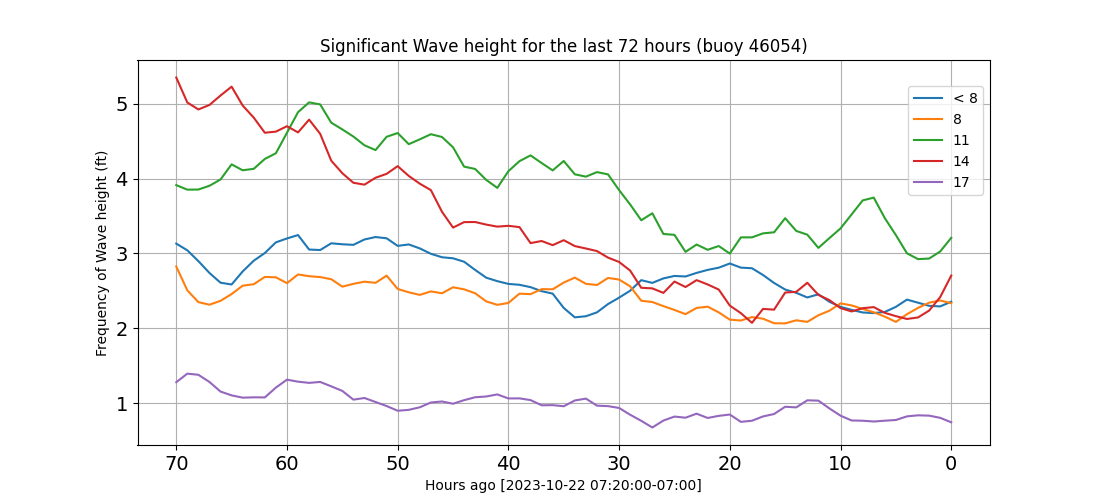 Significant Wave height for the last 72 hours (buoy 46054)
Frequency of Wave height (ft)
5
4
3
2
1
< 8
8
11
14
17
70 60 50 40 30 20 10 0
Hours ago [2023-10-22 07:20:00-07:00]